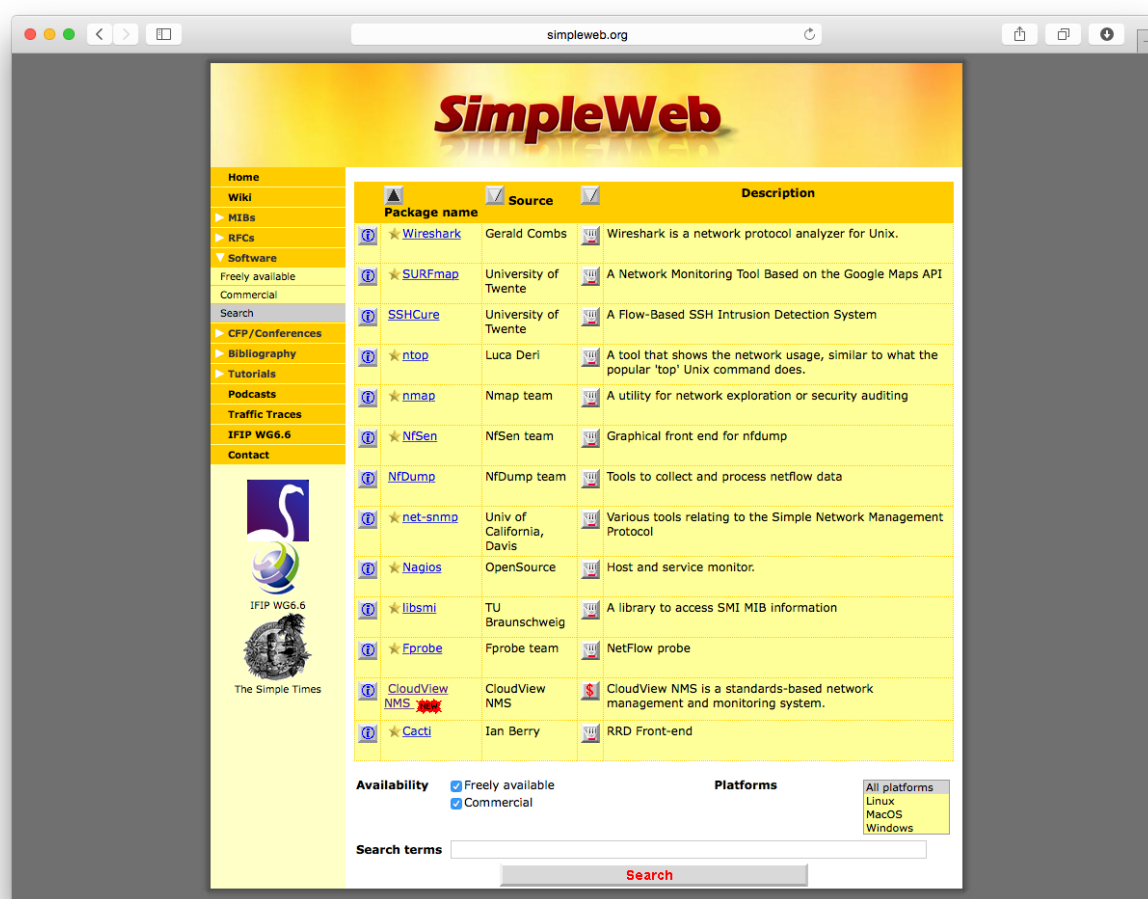 simpleweb.org
SimpleWeb
Home
Wiki
MIBs
RFCs
Software
Freely available
Commercial
Search
CFP/Conferences
Bibliography
Tutorials
Podcasts
Traffic Traces
IFIP WG6.6
Contact
IFIP WG6.6
The Simple Times
Package name
Source
Description
Wireshark
Gerald Combs
Wireshark is a network protocol analyzer for Unix.
SURFmap
University of
Twente
A Network Monitoring Tool Based on the Google Maps API
SSHCure
University of
Twente
A Flow-Based SSH Intrusion Detection System
ntop
Luca Deri
A tool that shows the network usage, similar to what the
popular 'top' Unix command does.
nmap
Nmap team
A utility for network exploration or security auditing
NfSen
NfSen team
Graphical front end for nfdump
NfDump
NfDump team
Tools to collect and process netflow data
net-snmp
Univ of
California,
Davis
Various tools relating to the Simple Network Management
Protocol
Nagios
OpenSource
Host and service monitor.
libsmi
TU
Braunschweig
A library to access SMI MIB information
Fprobe
Fprobe team
NetFlow probe
CloudView
NMS NEW
CloudView
NMS
$
CloudView NMS is a standards-based network
management and monitoring system.
Cacti
Ian Berry
RRD Front-end
Availability
Freely available
Commercial
Platforms
All platforms
Linux
MacOS
Windows
Search terms
Search